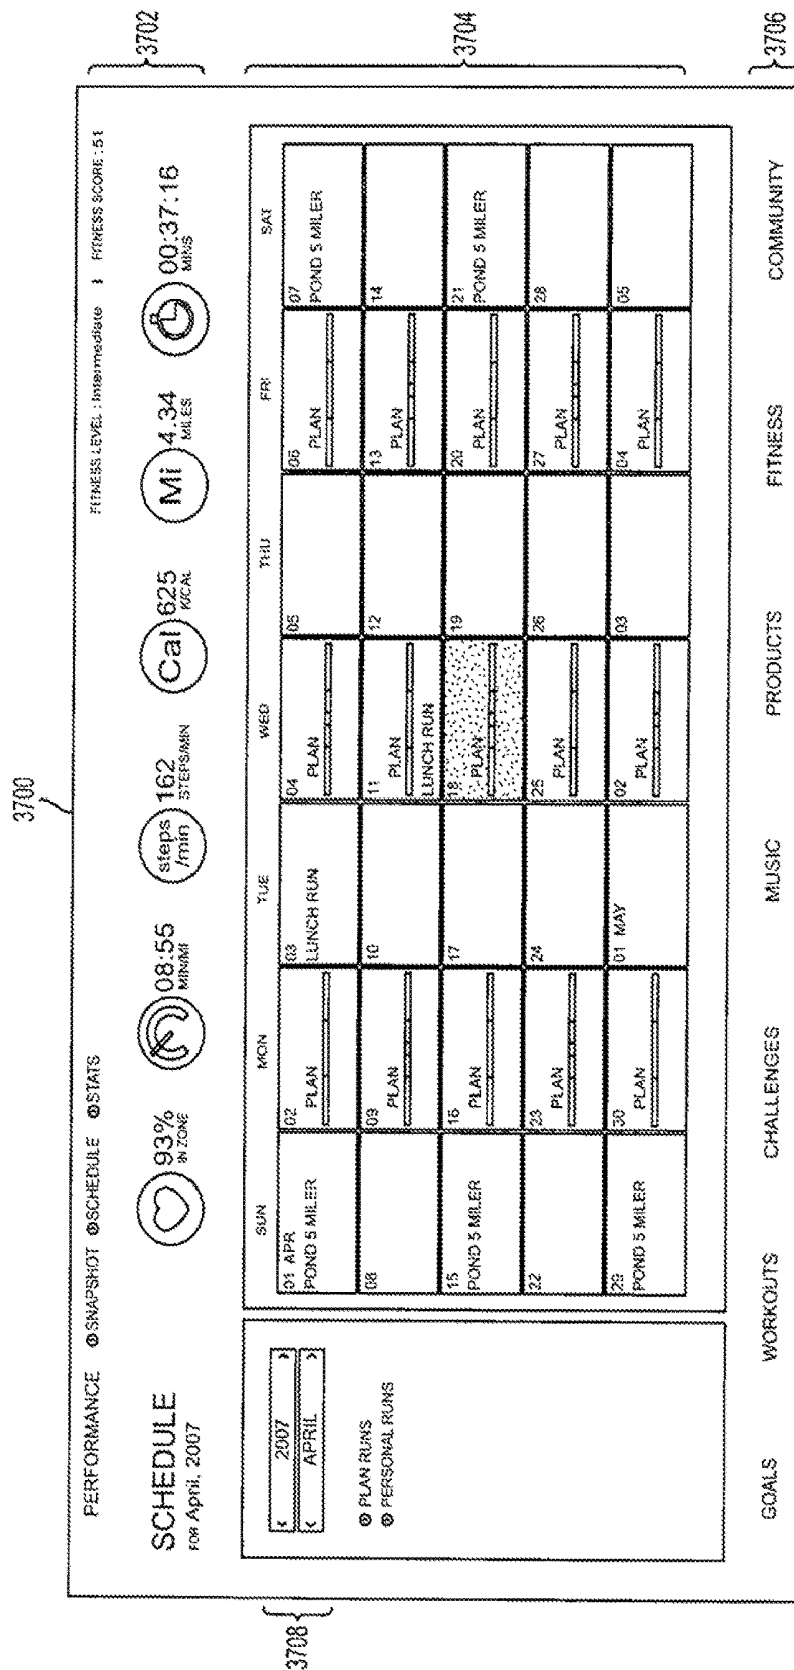 3700
PERFORMANCE SNAPSHOT SCHEDULE STATS
FITNESS LEVEL : Intermediate FITNESS SCORE : 51
3702
SCHEDULE
FOR April, 2007
93%
IN ZONE
08:55
MIN/MI
steps
/min
162
STEPS/MIN
Cal
625
K/CAL
Mi
4.34
MILES
00:37:16
MINS
3708
< 2007 >
< APRIL >
PLAN RUNS
PERSONAL RUNS
3704
SUN MON TUE WED THU FRI SAT
01 APR 02 03 04 05 06 07
POND 5 MILER PLAN LUNCH RUN PLAN PLAN POND 5 MILER
08 09 10 11 12 13 14
PLAN PLAN PLAN
LUNCH RUN
15 16 17 18 19 20 21
POND 5 MILER PLAN PLAN PLAN POND 5 MILER
22 23 24 25 26 27 28
PLAN PLAN PLAN
29 30 01 MAY 02 03 04 05
POND 5 MILER PLAN PLAN PLAN
GOALS WORKOUTS CHALLENGES MUSIC PRODUCTS FITNESS COMMUNITY
3706